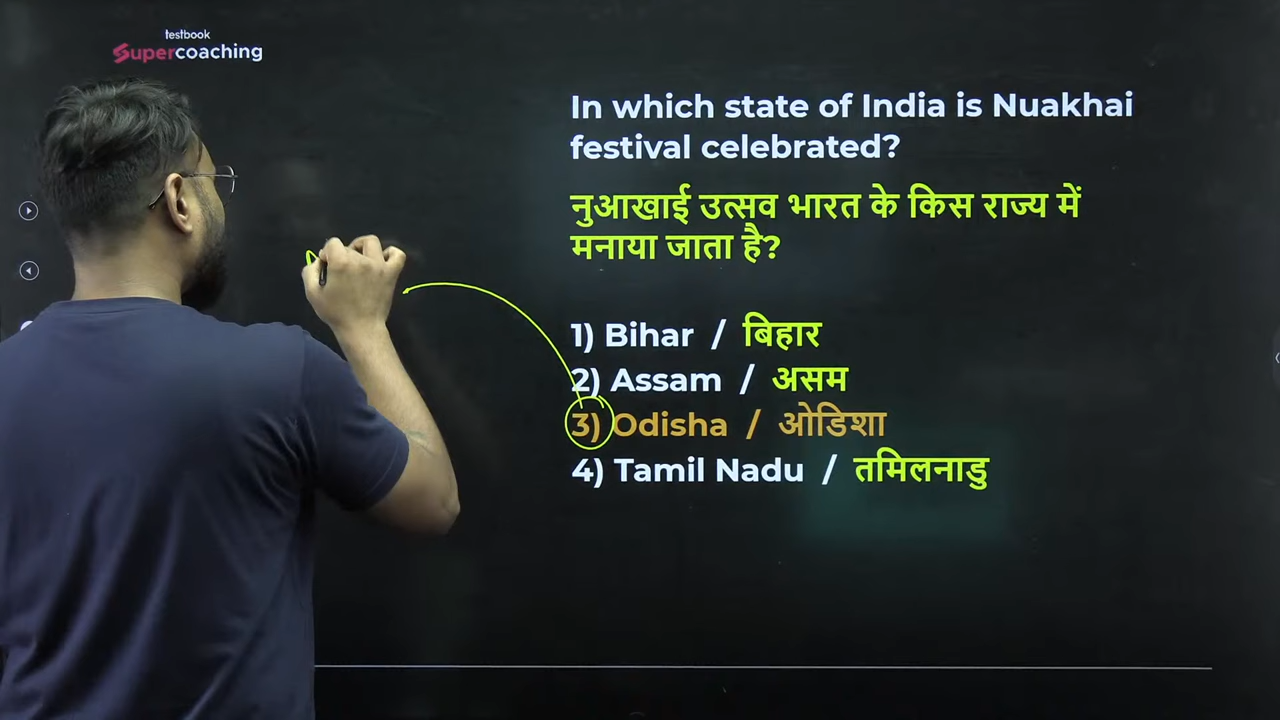 testbook
Supercoaching
In which state of India is Nuakhai
festival celebrated?
नुआखाई उत्सव भारत के किस राज्य में
मनाया जाता है?
1) Bihar / बिहार
2) Assam / असम
3) Odisha / ओडिशा
4) Tamil Nadu / तमिलनाडु